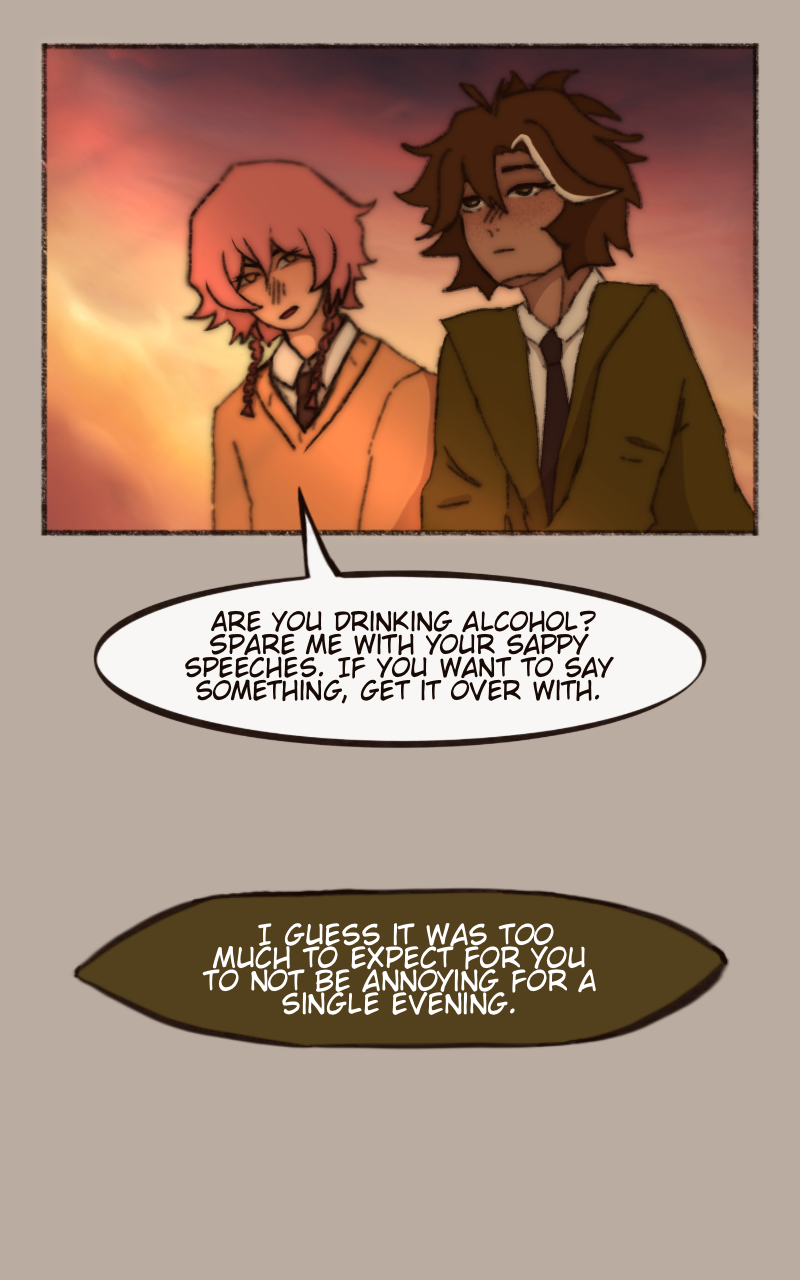 ARE YOU DRINKING ALCOHOL?
SPARE ME WITH YOUR SAPPY
SPEECHES. IF YOU WANT TO SAY
SOMETHING, GET IT OVER WITH.
I GUESS IT WAS TOO
MUCH TO EXPECT FOR YOU
TO NOT BE ANNOYING FOR A
SINGLE EVENING.